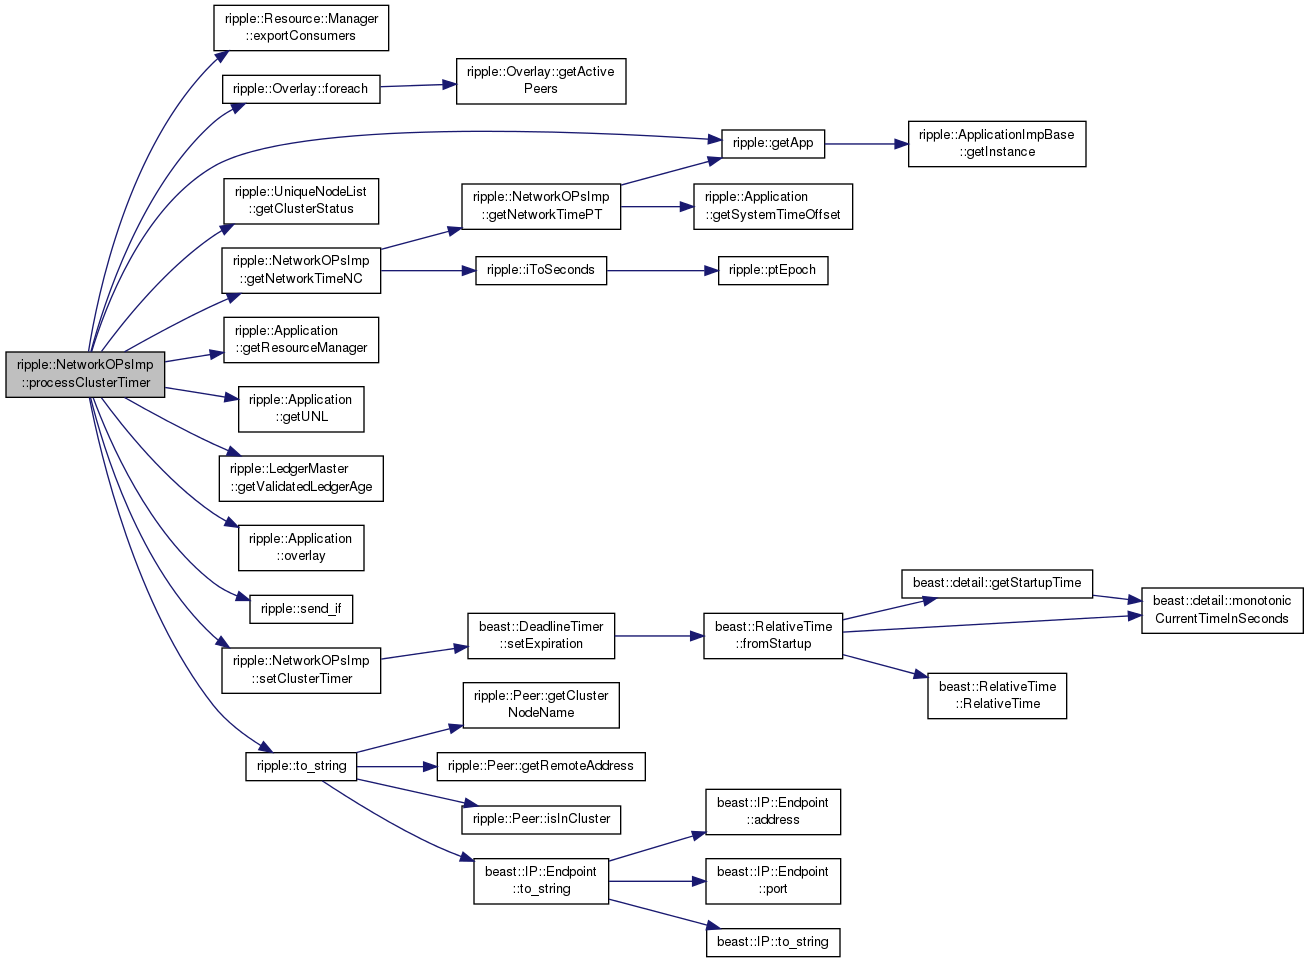 ripple::Resource::Manager
::exportConsumers
ripple::Overlay::foreach
ripple::Overlay::getActive
Peers
ripple::getApp
ripple::ApplicationImpBase
::getInstance
ripple::UniqueNodeList
::getClusterStatus
ripple::NetworkOPsImp
::getNetworkTimePT
ripple::Application
::getSystemTimeOffset
ripple::NetworkOPsImp
::getNetworkTimeNC
ripple::iToSeconds
ripple::ptEpoch
ripple::Application
::getResourceManager
ripple::NetworkOPsImp
::processClusterTimer
ripple::Application
::getUNL
ripple::LedgerMaster
::getValidatedLedgerAge
ripple::Application
::overlay
ripple::send_if
ripple::NetworkOPsImp
::setClusterTimer
beast::DeadlineTimer
::setExpiration
beast::RelativeTime
::fromStartup
beast::detail::getStartupTime
beast::detail::monotonic
CurrentTimeInSeconds
beast::RelativeTime
::RelativeTime
ripple::to_string
ripple::Peer::getCluster
NodeName
ripple::Peer::getRemoteAddress
ripple::Peer::isInCluster
beast::IP::Endpoint
::to_string
beast::IP::Endpoint
::address
beast::IP::Endpoint
::port
beast::IP::to_string